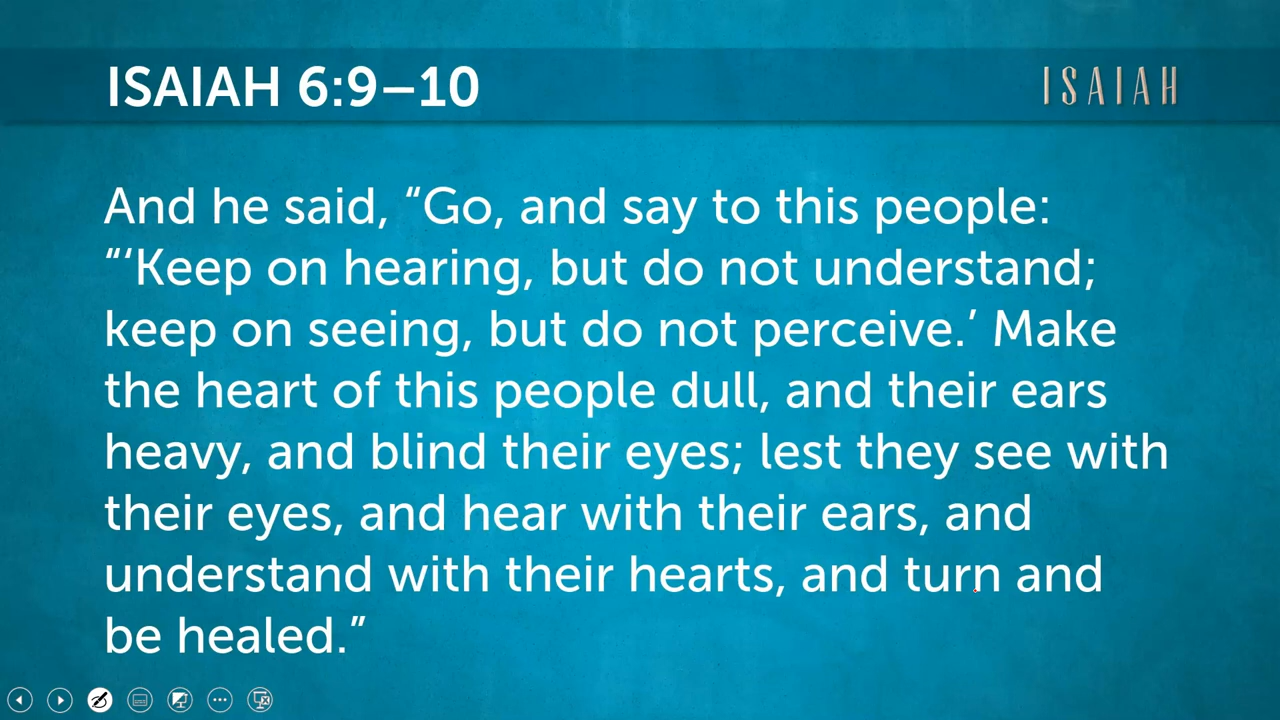 ISAIAH 6:9–10
ISAIAH
And he said, “Go, and say to this people:
“‘Keep on hearing, but do not understand;
keep on seeing, but do not perceive.’ Make
the heart of this people dull, and their ears
heavy, and blind their eyes; lest they see with
their eyes, and hear with their ears, and
understand with their hearts, and turn and
be healed.”